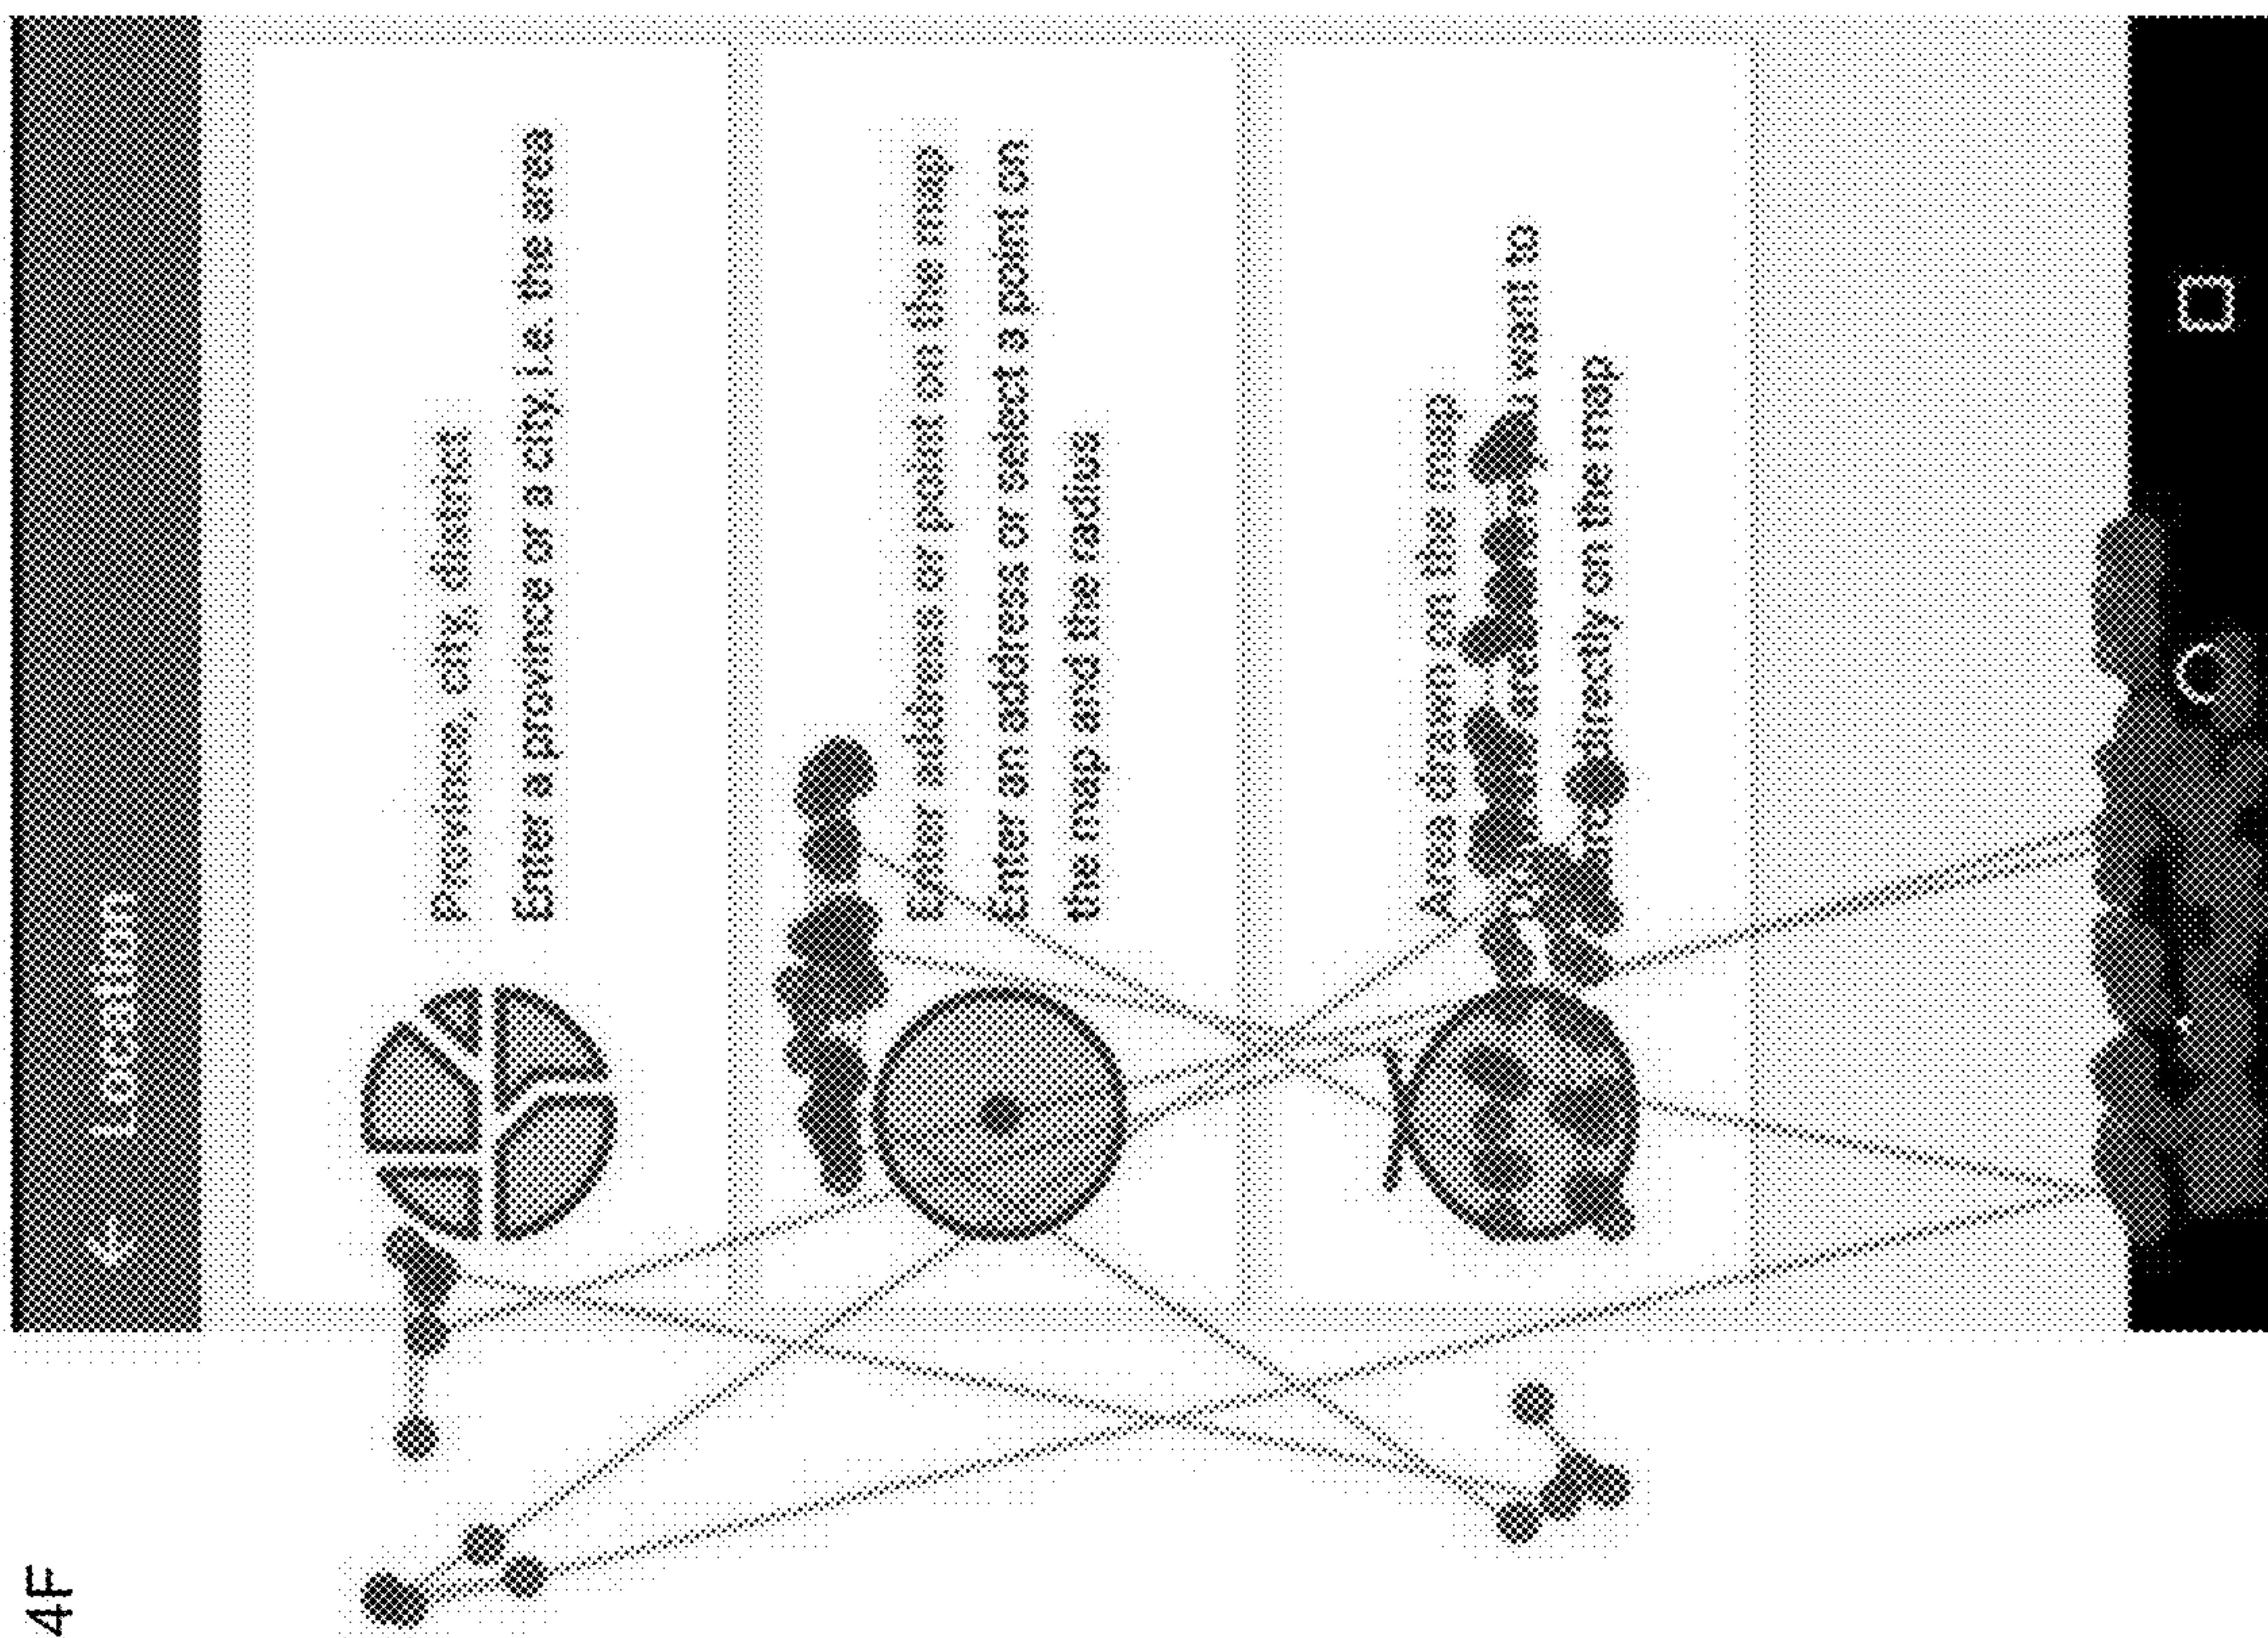 4F
Location
Province, city, district
Enter a province or a city, i.e. the area
Enter address or point on the map
Enter an address or select a point on
the map and the radius
Area drawn on the map
want to
directly on the map